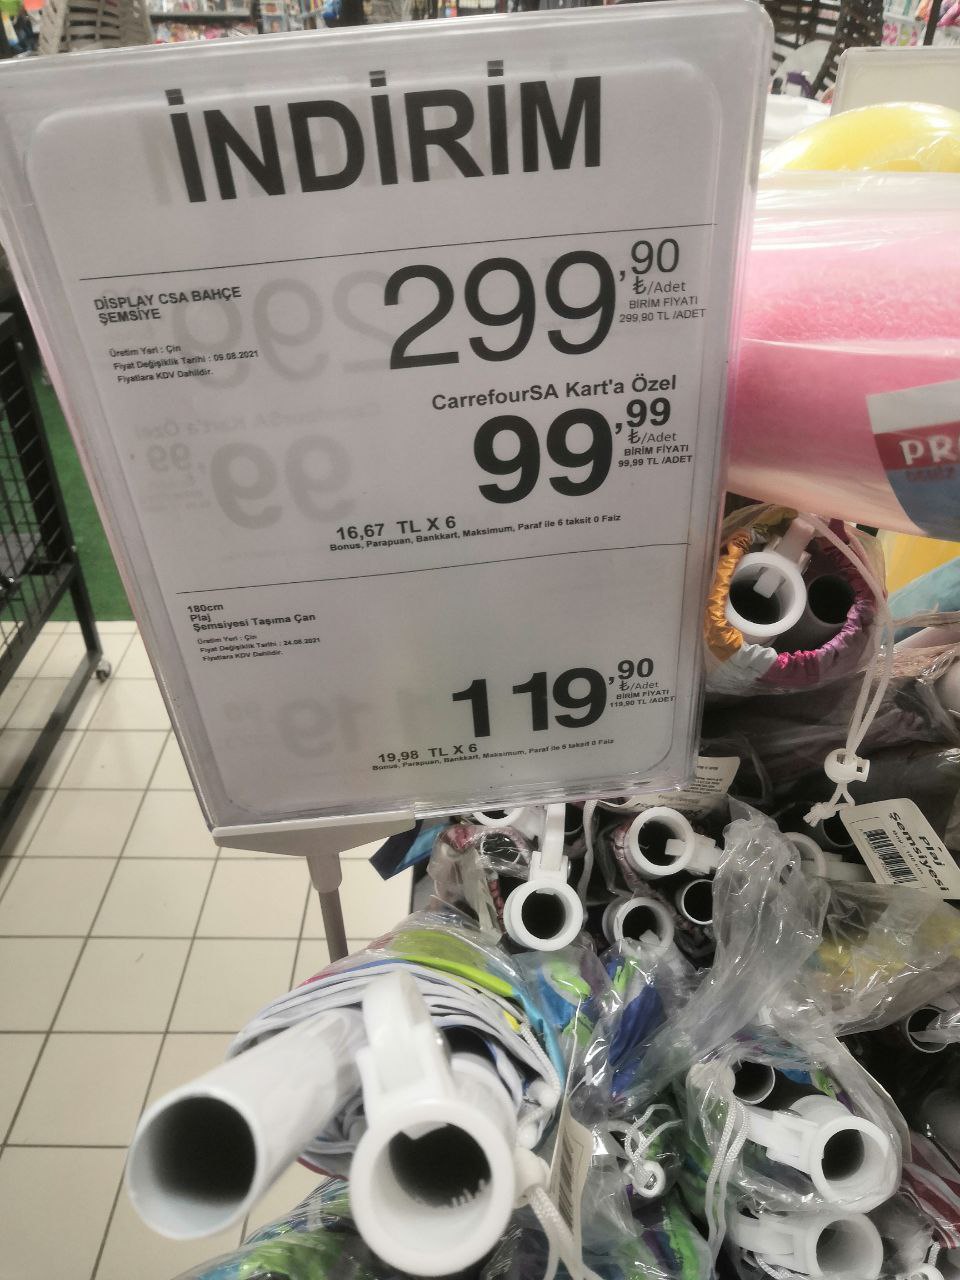 İNDİRİM
DİSPLAY CSA BAHÇE
ŞEMSİYE
299,90
₺/Adet
BİRİM FİYATI
299,90 TL /ADET
Üretim Yeri : Çin
Fiyat Değişiklik Tarihi : 09.08.2021
Fiyatlara KDV Dahildir.
CarrefourSA Kart'a Özel
99,99
₺/Adet
BİRİM FİYATI
99,99 TL /ADET
16,67 TL X 6
Bonus, Parapuan, Bankkart, Maksimum, Paraf ile 6 taksit 0 Faiz
180cm
Plaj
Şemsiyesi Taşıma Çan
Üretim Yeri : Çin
Fiyat Değişiklik Tarihi : 24.08.2021
Fiyatlara KDV Dahildir.
119,90
₺/Adet
BİRİM FİYATI
119,90 TL /ADET
19,98 TL X 6
Bonus, Parapuan, Bankkart, Maksimum, Paraf ile 6 taksit 0 Faiz
Plaj
Şemsiyesi